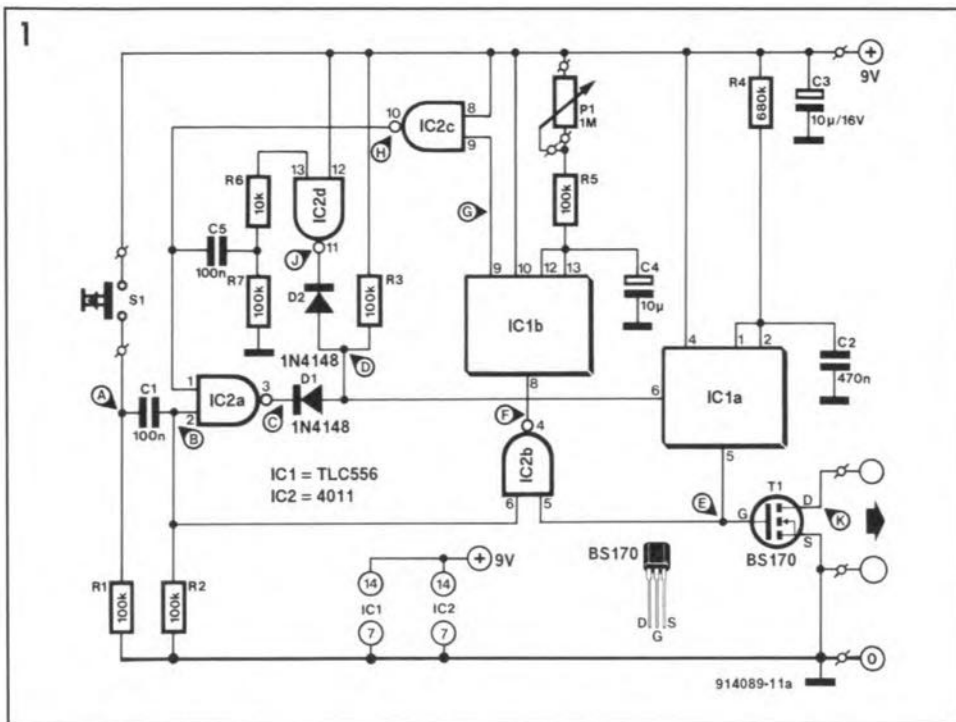 1
+
9V
R4
680k
C3
10µ/16V
P1
1M
10
IC2c
8
9
H
R6
10k
13
12
IC2d
R5
100k
G
C5
100n
J
11
R3
100k
9
10
12
13
C4
10µ
R7
100k
D2
S1
IC1b
4
1
2
C2
470n
1N4148
D
A
C1
100n
1
IC2a
3
D1
8
6
IC1a
2
B
C
1N4148
F
4
5
IC2b
T1
IC1 = TLC556
IC2 = 4011
6
5
E
G
D
K
S
BS170
BS170
+
9V
R1
100k
R2
100k
14
14
IC1
IC2
D
S
G
7
7
0
914089-11a